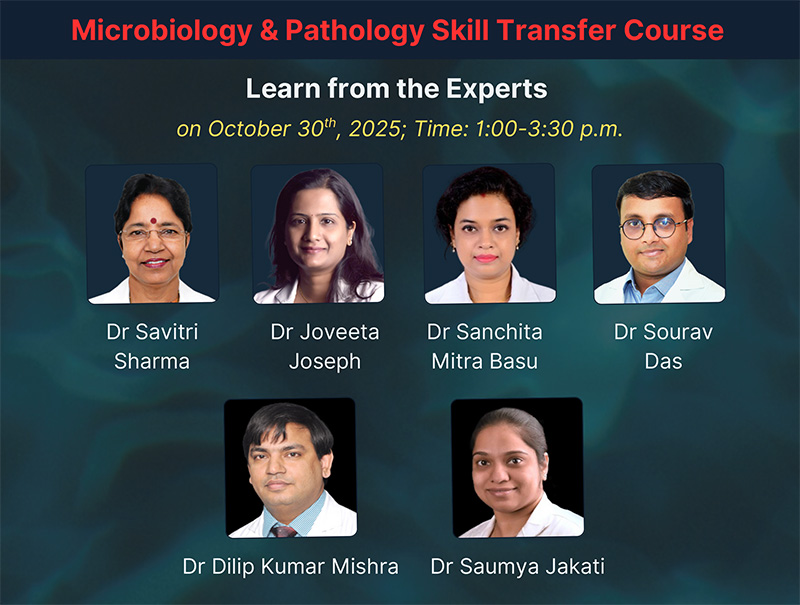 Microbiology & Pathology Skill Transfer Course
Learn from the Experts
on October 30th, 2025; Time: 1:00-3:30 p.m.
Dr Savitri
Sharma
Dr Joveeta
Joseph
Dr Sanchita
Mitra Basu
Dr Sourav
Das
Dr Dilip Kumar Mishra
Dr Saumya Jakati